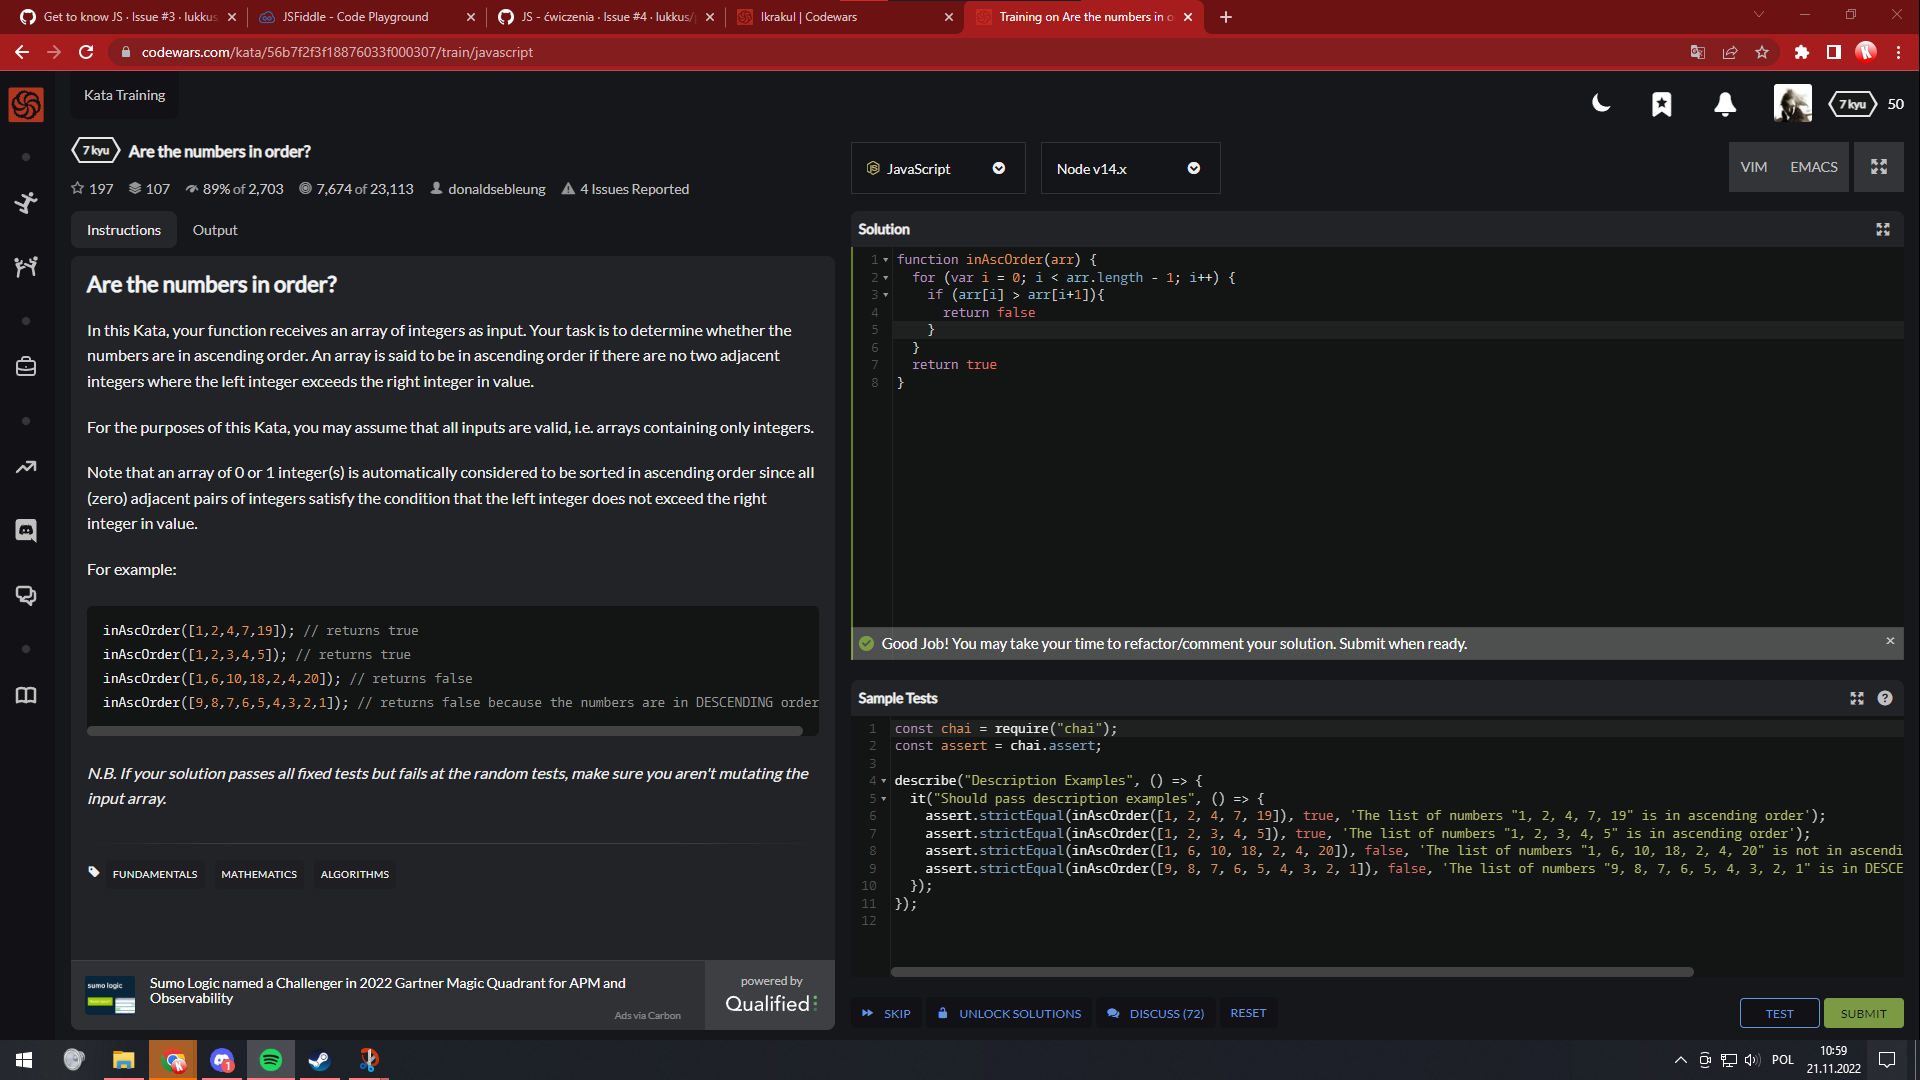 Get to know JS · Issue #3 · lukkus
JSFiddle - Code Playground
JS - ćwiczenia · Issue #4 · lukkus/
Ikrakul | Codewars
Training on Are the numbers in o
codewars.com/kata/56b7f2f3f18876033f000307/train/javascript
Kata Training
7 kyu 50
7 kyu Are the numbers in order?
197 107 89% of 2,703 7,674 of 23,113 donaldsebleung 4 Issues Reported
JavaScript Node v14.x VIM EMACS
Instructions Output
Are the numbers in order?
In this Kata, your function receives an array of integers as input. Your task is to determine whether the
numbers are in ascending order. An array is said to be in ascending order if there are no two adjacent
integers where the left integer exceeds the right integer in value.
For the purposes of this Kata, you may assume that all inputs are valid, i.e. arrays containing only integers.
Note that an array of 0 or 1 integer(s) is automatically considered to be sorted in ascending order since all
(zero) adjacent pairs of integers satisfy the condition that the left integer does not exceed the right
integer in value.
For example:
inAscOrder([1,2,4,7,19]); // returns true
inAscOrder([1,2,3,4,5]); // returns true
inAscOrder([1,6,10,18,2,4,20]); // returns false
inAscOrder([9,8,7,6,5,4,3,2,1]); // returns false because the numbers are in DESCENDING order
N.B. If your solution passes all fixed tests but fails at the random tests, make sure you aren't mutating the
input array.
FUNDAMENTALS MATHEMATICS ALGORITHMS
sumo logic
Sumo Logic named a Challenger in 2022 Gartner Magic Quadrant for APM and
Observability
Ads via Carbon
powered by
Qualified
Solution
1 function inAscOrder(arr) {
2 for (var i = 0; i < arr.length - 1; i++) {
3 if (arr[i] > arr[i+1]){
4 return false
5 }
6 }
7 return true
8 }
Good Job! You may take your time to refactor/comment your solution. Submit when ready.
Sample Tests
1 const chai = require("chai");
2 const assert = chai.assert;
3
4 describe("Description Examples", () => {
5 it("Should pass description examples", () => {
6 assert.strictEqual(inAscOrder([1, 2, 4, 7, 19]), true, 'The list of numbers "1, 2, 4, 7, 19" is in ascending order');
7 assert.strictEqual(inAscOrder([1, 2, 3, 4, 5]), true, 'The list of numbers "1, 2, 3, 4, 5" is in ascending order');
8 assert.strictEqual(inAscOrder([1, 6, 10, 18, 2, 4, 20]), false, 'The list of numbers "1, 6, 10, 18, 2, 4, 20" is not in ascendi
9 assert.strictEqual(inAscOrder([9, 8, 7, 6, 5, 4, 3, 2, 1]), false, 'The list of numbers "9, 8, 7, 6, 5, 4, 3, 2, 1" is in DESCE
10 });
11 });
12
SKIP UNLOCK SOLUTIONS DISCUSS (72) RESET TEST SUBMIT
1
POL
10:59
21.11.2022